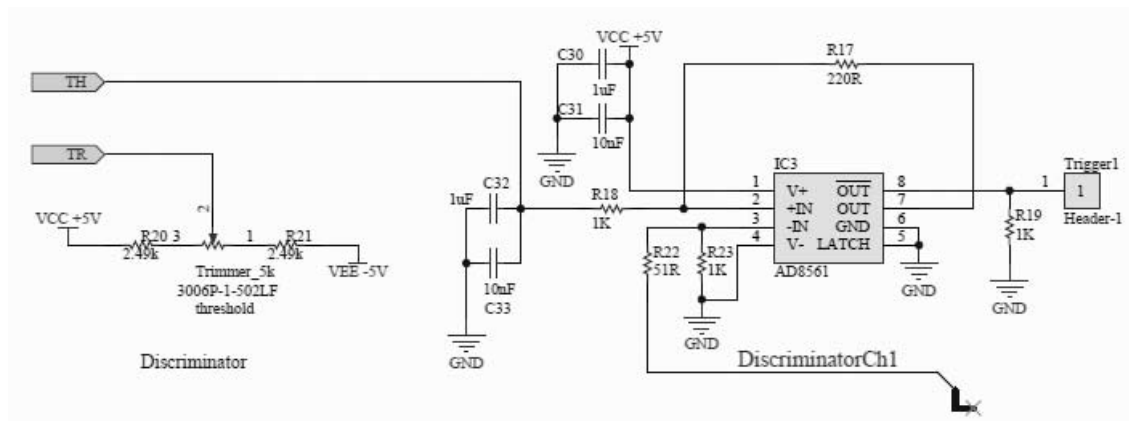 VCC +5V
C30
1uF
C31
10nF
GND
R17
220R
TH
TR
VCC +5V
R20
2.49k
3
2
1
R21
2.49k
VEE -5V
Trimmer_5k
3006P-1-502LF
threshold
Discriminator
C32
1uF
10nF
C33
GND
R18
1K
IC3
1 V+ OUT 8
2 +IN OUT 7
3 -IN GND 6
4 V- LATCH 5
AD8561
R22
51R
R23
1K
GND
GND
R19
1K
GND
Trigger1
1
1
Header-1
DiscriminatorCh1